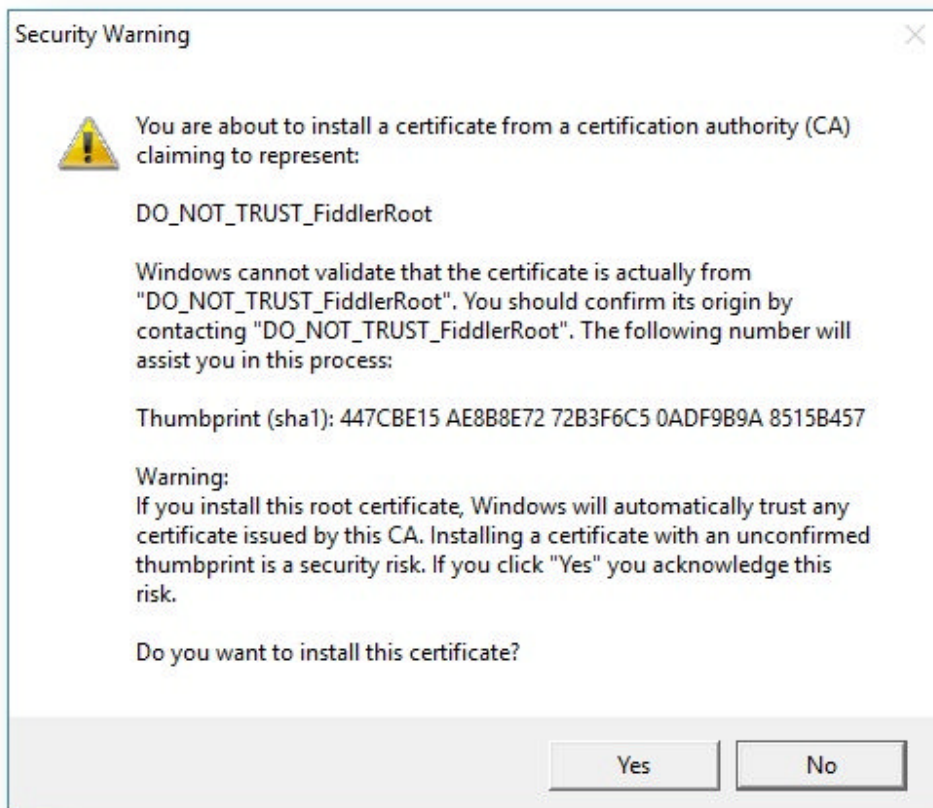 Security Warning
You are about to install a certificate from a certification authority (CA)
claiming to represent:
DO_NOT_TRUST_FiddlerRoot
Windows cannot validate that the certificate is actually from
"DO_NOT_TRUST_FiddlerRoot". You should confirm its origin by
contacting "DO_NOT_TRUST_FiddlerRoot". The following number will
assist you in this process:
Thumbprint (sha1): 447CBE15 AE8B8E72 72B3F6C5 0ADF9B9A 8515B457
Warning:
If you install this root certificate, Windows will automatically trust any
certificate issued by this CA. Installing a certificate with an unconfirmed
thumbprint is a security risk. If you click "Yes" you acknowledge this
risk.
Do you want to install this certificate?
Yes No